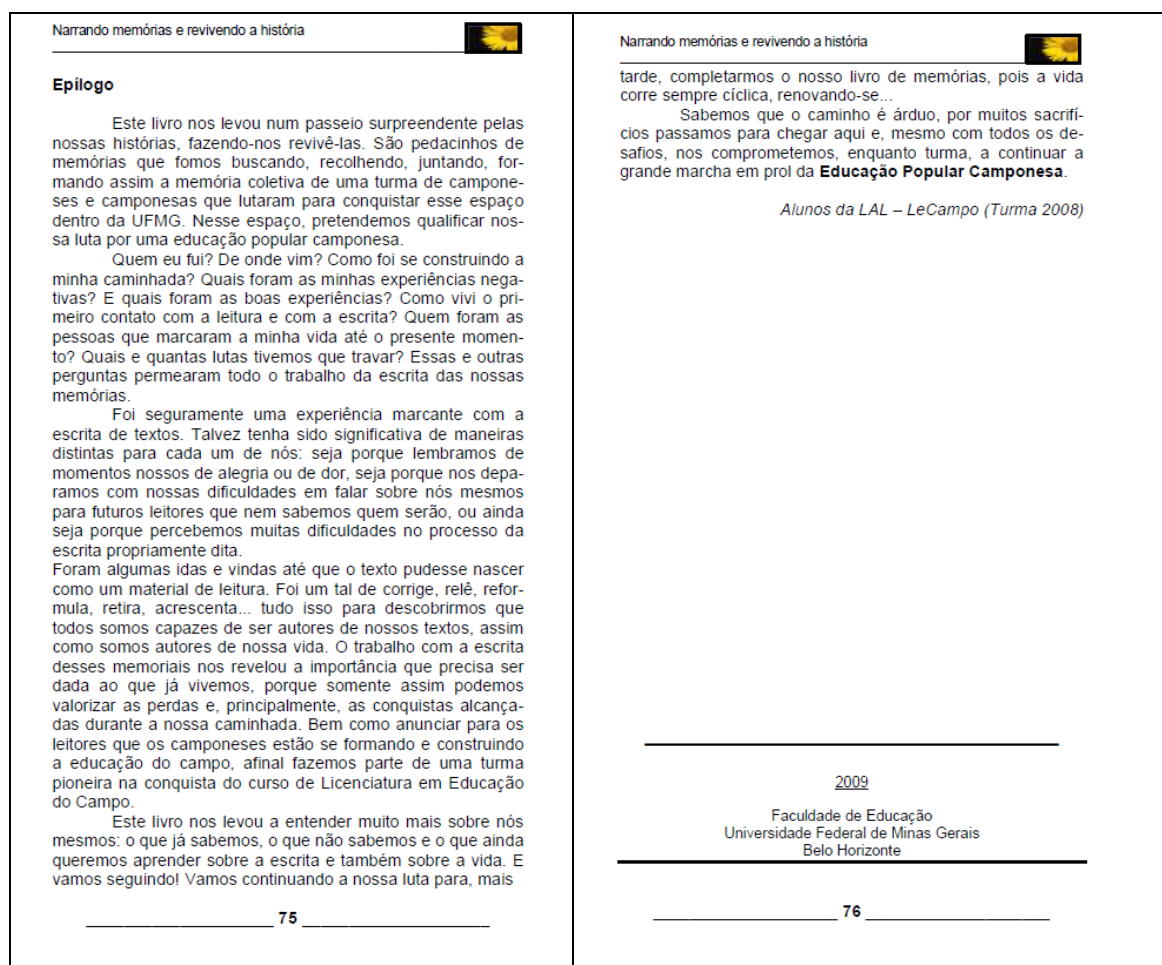 Narrando memórias e revivendo a história
Epílogo
Este livro nos levou num passeio surpreendente pelas
nossas histórias, fazendo-nos revivê-las. São pedacinhos de
memórias que fomos buscando, recolhendo, juntando, for-
mando assim a memória coletiva de uma turma de campone-
ses e camponesas que lutaram para conquistar esse espaço
dentro da UFMG. Nesse espaço, pretendemos qualificar nos-
sa luta por uma educação popular camponesa.
Quem eu fui? De onde vim? Como foi se construindo a
minha caminhada? Quais foram as minhas experiências nega-
tivas? E quais foram as boas experiências? Como vivi o pri-
meiro contato com a leitura e com a escrita? Quem foram as
pessoas que marcaram a minha vida até o presente momen-
to? Quais e quantas lutas tivemos que travar? Essas e outras
perguntas permearam todo o trabalho da escrita das nossas
memórias.
Foi seguramente uma experiência marcante com a
escrita de textos. Talvez tenha sido significativa de maneiras
distintas para cada um de nós: seja porque lembramos de
momentos nossos de alegria ou de dor, seja porque nos depa-
ramos com nossas dificuldades em falar sobre nós mesmos
para futuros leitores que nem sabemos quem serão, ou ainda
seja porque percebemos muitas dificuldades no processo da
escrita propriamente dita.
Foram algumas idas e vindas até que o texto pudesse nascer
como um material de leitura. Foi um tal de corrige, relê, refor-
mula, retira, acrescenta... tudo isso para descobrirmos que
todos somos capazes de ser autores de nossos textos, assim
como somos autores de nossa vida. O trabalho com a escrita
desses memoriais nos revelou a importância que precisa ser
dada ao que já vivemos, porque somente assim podemos
valorizar as perdas e, principalmente, as conquistas alcança-
das durante a nossa caminhada. Bem como anunciar para os
leitores que os camponeses estão se formando e construindo
a educação do campo, afinal fazemos parte de uma turma
pioneira na conquista do curso de Licenciatura em Educação
do Campo.
Este livro nos levou a entender muito mais sobre nós
mesmos: o que já sabemos, o que não sabemos e o que ainda
queremos aprender sobre a escrita e também sobre a vida. E
vamos seguindo! Vamos continuando a nossa luta para, mais
75
Narrando memórias e revivendo a história
tarde, completarmos o nosso livro de memórias, pois a vida
corre sempre cíclica, renovando-se...
Sabemos que o caminho é árduo, por muitos sacrifí-
cios passamos para chegar aqui e, mesmo com todos os de-
safios, nos comprometemos, enquanto turma, a continuar a
grande marcha em prol da Educação Popular Camponesa.
Alunos da LAL – LeCampo (Turma 2008)
2009
Faculdade de Educação
Universidade Federal de Minas Gerais
Belo Horizonte
76